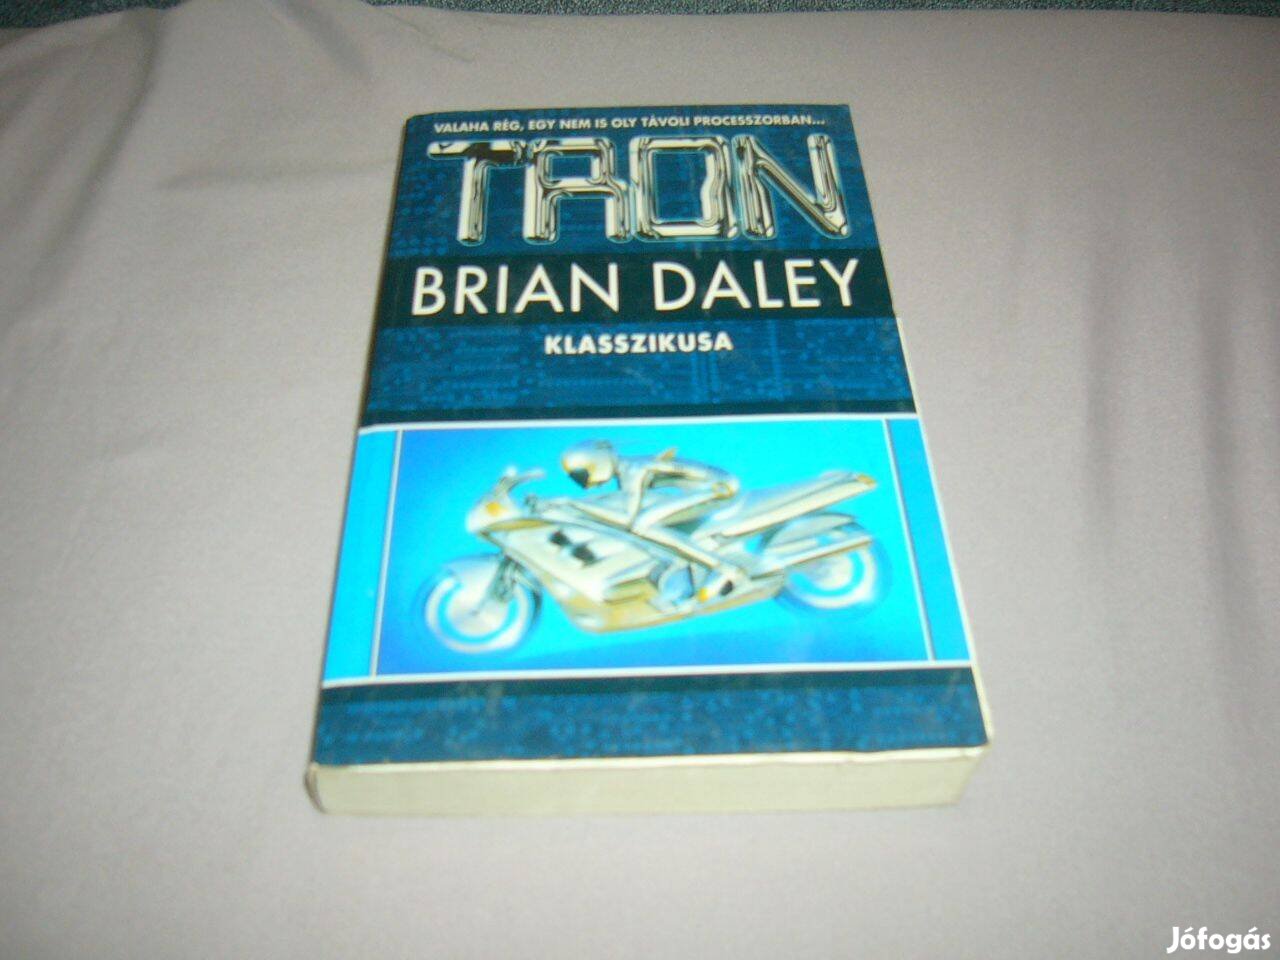 VALAHA RÉG, EGY NEM IS OLY TÁVOLI PROCESSZORBAN...
TRON
BRIAN DALEY
KLASSZIKUSA
Jófogás